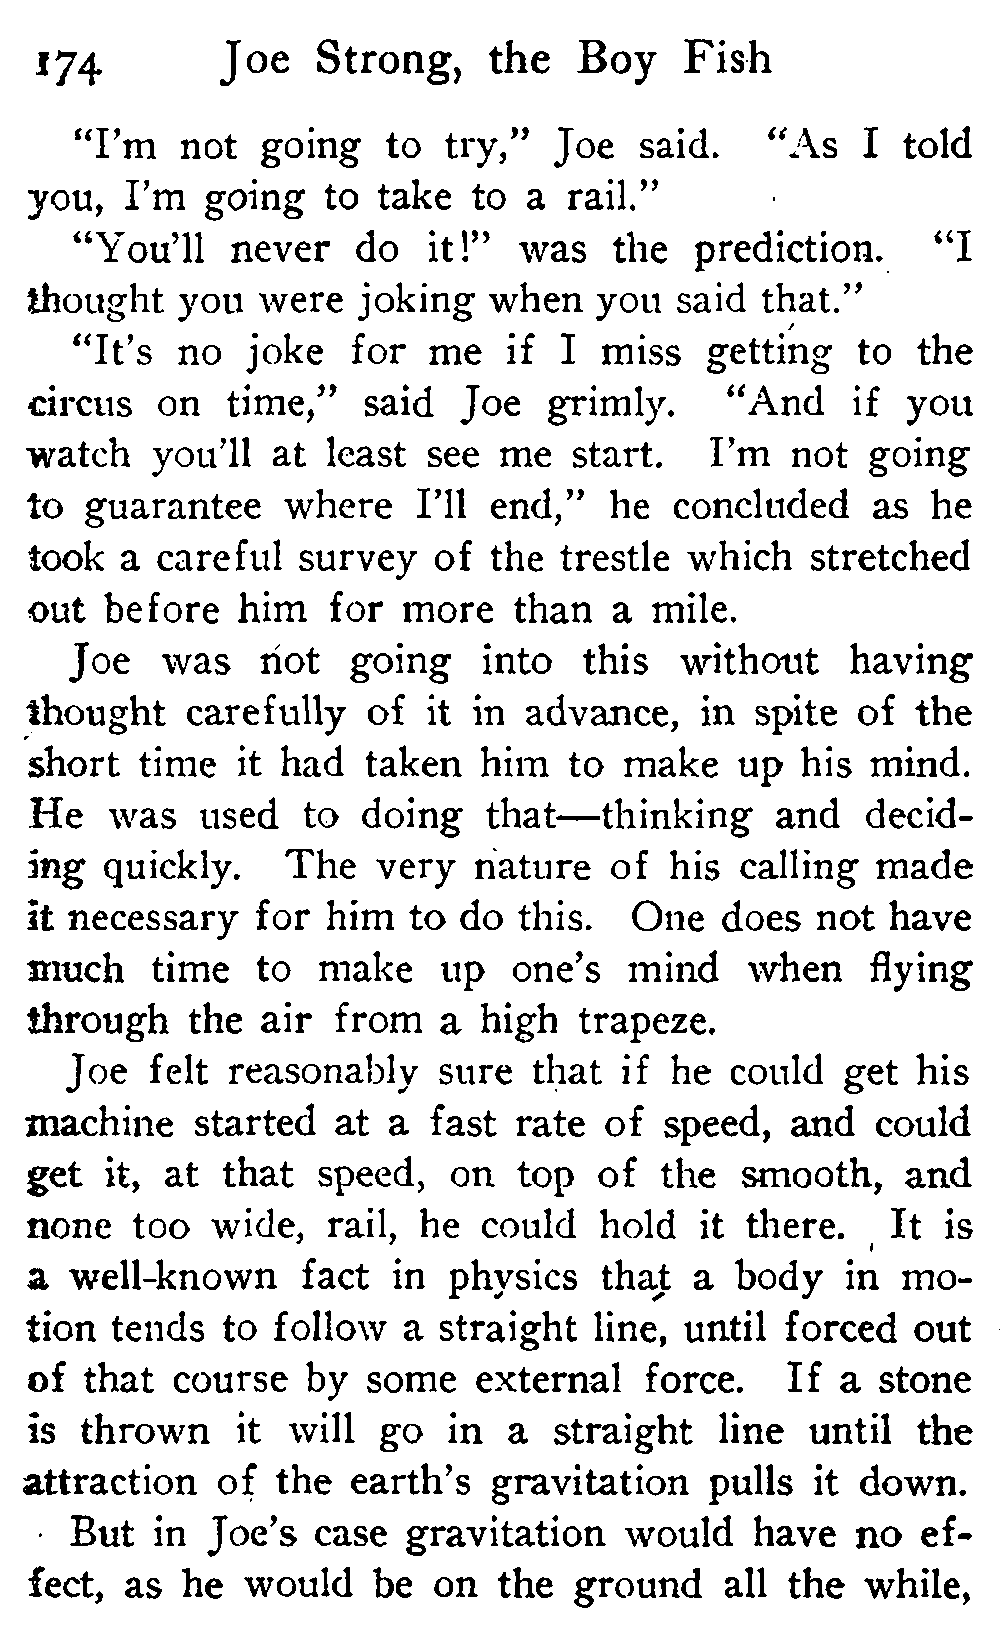 174 Joe Strong, the Boy Fish
"I'm not going to try," Joe said. "As I told
you, I'm going to take to a rail."
"You'll never do it!" was the prediction. "I
thought you were joking when you said that."
"It's no joke for me if I miss getting to the
circus on time," said Joe grimly. "And if you
watch you'll at least see me start. I'm not going
to guarantee where I'll end," he concluded as he
took a careful survey of the trestle which stretched
out before him for more than a mile.
Joe was not going into this without having
thought carefully of it in advance, in spite of the
short time it had taken him to make up his mind.
He was used to doing that—thinking and decid-
ing quickly. The very nature of his calling made
it necessary for him to do this. One does not have
much time to make up one's mind when flying
through the air from a high trapeze.
Joe felt reasonably sure that if he could get his
machine started at a fast rate of speed, and could
get it, at that speed, on top of the smooth, and
none too wide, rail, he could hold it there. It is
a well-known fact in physics that a body in mo-
tion tends to follow a straight line, until forced out
of that course by some external force. If a stone
is thrown it will go in a straight line until the
attraction of the earth's gravitation pulls it down.
But in Joe's case gravitation would have no ef-
fect, as he would be on the ground all the while,